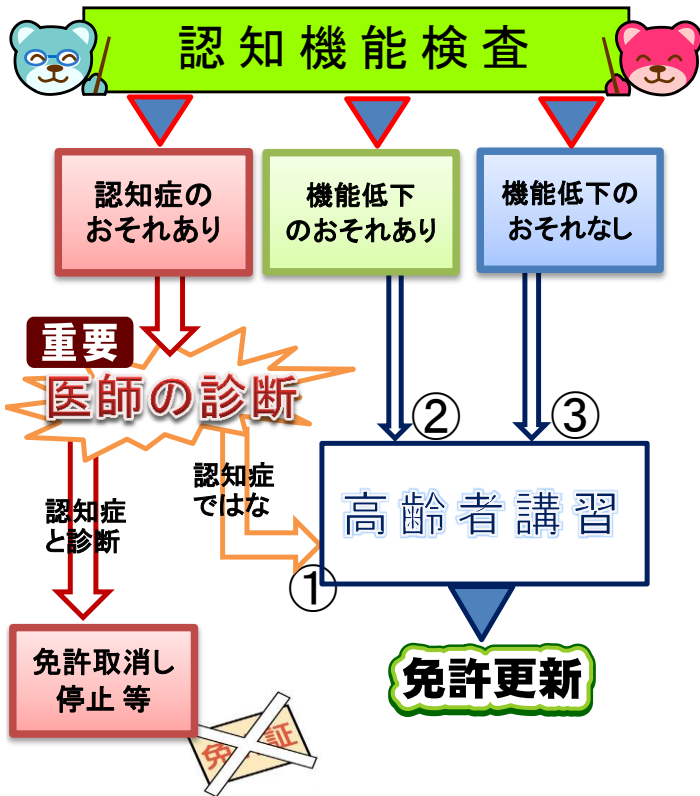 認知機能検査
認知症の
おそれあり
機能低下
のおそれあり
機能低下の
おそれなし
重要
医師の診断
②
③
認知症
ではな
認知症
と診断
高齢者講習
①
免許取消し
停止 等
免許更新
免 証